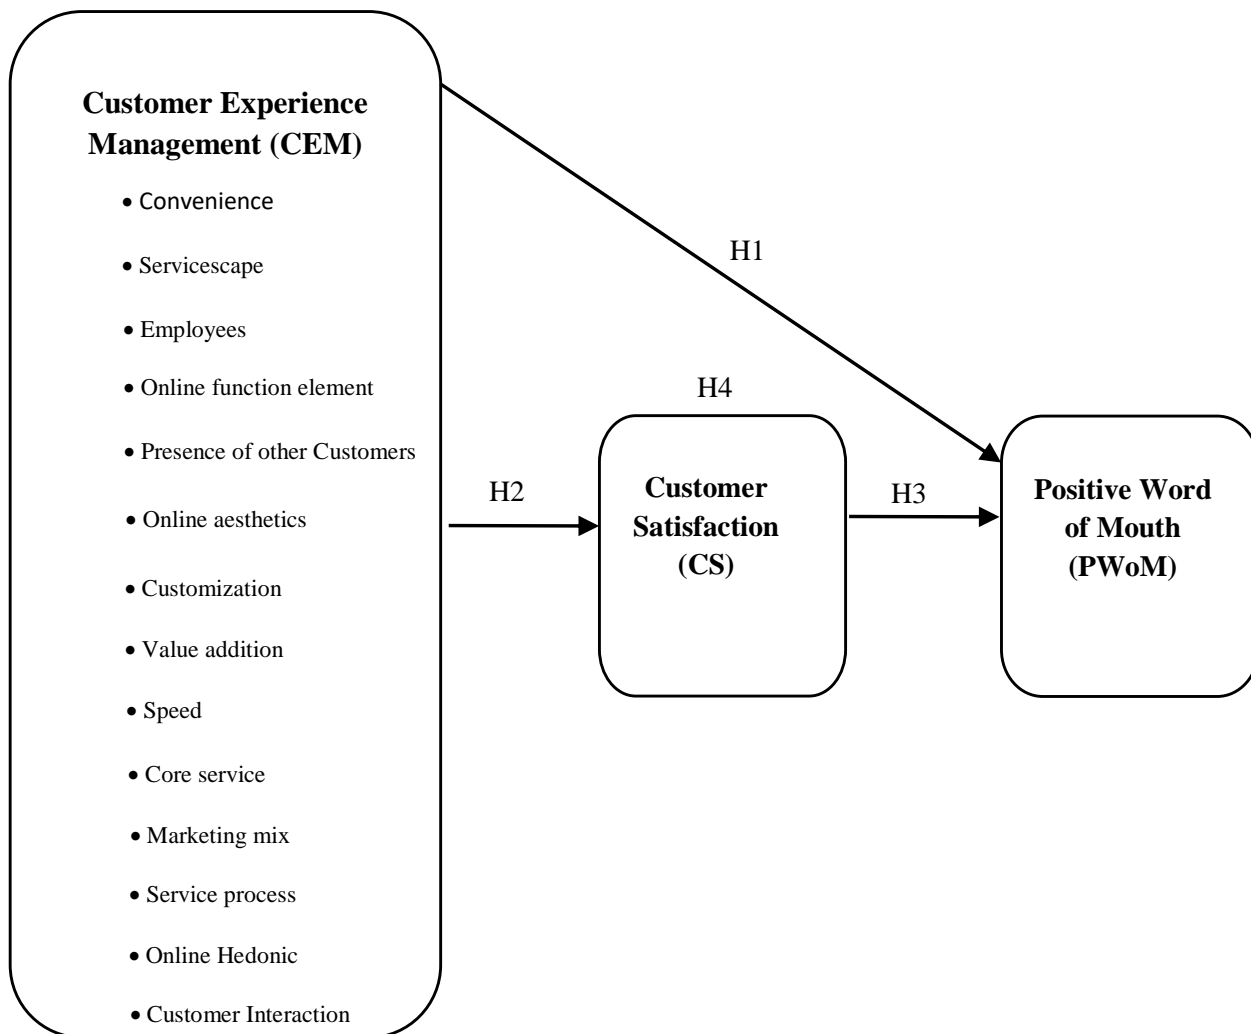 Customer Experience
Management (CEM)
• Convenience
• Servicescape
• Employees
• Online function element
• Presence of other Customers
• Online aesthetics
• Customization
• Value addition
• Speed
• Core service
• Marketing mix
• Service process
• Online Hedonic
• Customer Interaction
H1
H4
H2
Customer
Satisfaction
(CS)
H3
Positive Word
of Mouth
(PWoM)